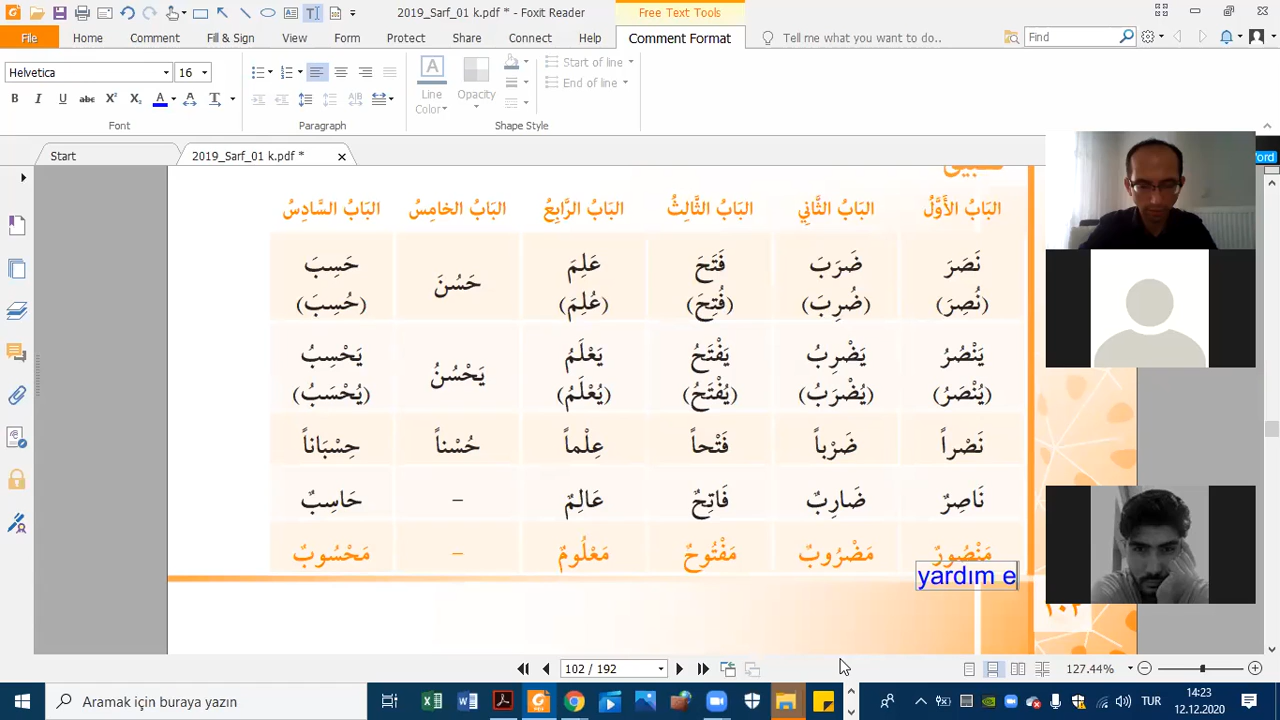 2019_Sarf_01 k.pdf * - Foxit Reader
Free Text Tools
File Home Comment Fill & Sign View Form Protect Share Connect Help Comment Format Tell me what you want to do.. Find
Helvetica 16
Line Color
Opacity
Start of line
End of line
Font Paragraph Shape Style
Start 2019_Sarf_01 k.pdf *
Word
البَابُ الأَوَّلُ البَابُ الثَّانِي البَابُ الثَّالِثُ البَابُ الرَّابِعُ البَابُ الخَامِسُ البَابُ السَّادِسُ
نَصَرَ ضَرَبَ فَتَحَ عَلِمَ حَسُنَ حَسِبَ
(نُصِرَ) (ضُرِبَ) (فُتِحَ) (عُلِمَ) (حُسِبَ)
يَنْصُرُ يَضْرِبُ يَفْتَحُ يَعْلَمُ يَحْسُنُ يَحْسِبُ
(يُنْصَرُ) (يُضْرَبُ) (يُفْتَحُ) (يُعْلَمُ) (يُحْسَبُ)
نَصْراً ضَرْباً فَتْحاً عِلْماً حُسْناً حِسْبَاناً
نَاصِرٌ ضَارِبٌ فَاتِحٌ عَالِمٌ – حَاسِبٌ
مَنْصُورٌ مَضْرُوبٌ مَفْتُوحٌ مَعْلُومٌ – مَحْسُوبٌ
yardım e
١٠٢
102 / 192
127.44%
Aramak için buraya yazın
TUR
14:23
12.12.2020